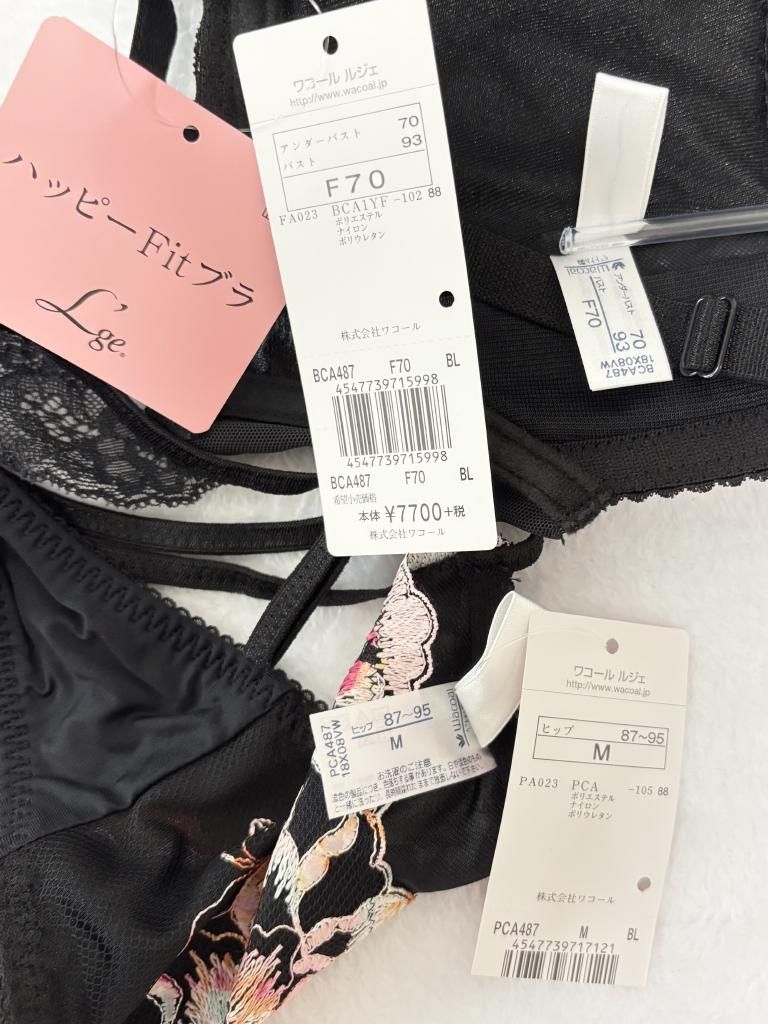 ハッピーFitブラ
L'ge®
ワコール ルジェ
http://www.wacoal.jp
アンダーバスト 70
バスト 93
F70
FA023 BCA1YF -102 88
ポリエステル
ナイロン
ポリウレタン
株式会社ワコール
BCA487 F70 BL
4547739715998
4547739715998
BCA487 F70 BL
希望小売価格
本体 ¥7700+税
株式会社ワコール
Wacoal
アンダーバスト 70
バスト 93
F70
BCA487
18X08VW
Wacoal
ヒップ 87~95
M
PCA487
18X08VW
お洗濯のご注意
ワコール ルジェ
http://www.wacoal.jp
ヒップ 87~95
M
PA023 PCA -105 88
ポリエステル
ナイロン
ポリウレタン
株式会社ワコール
PCA487 M BL
4547739717121